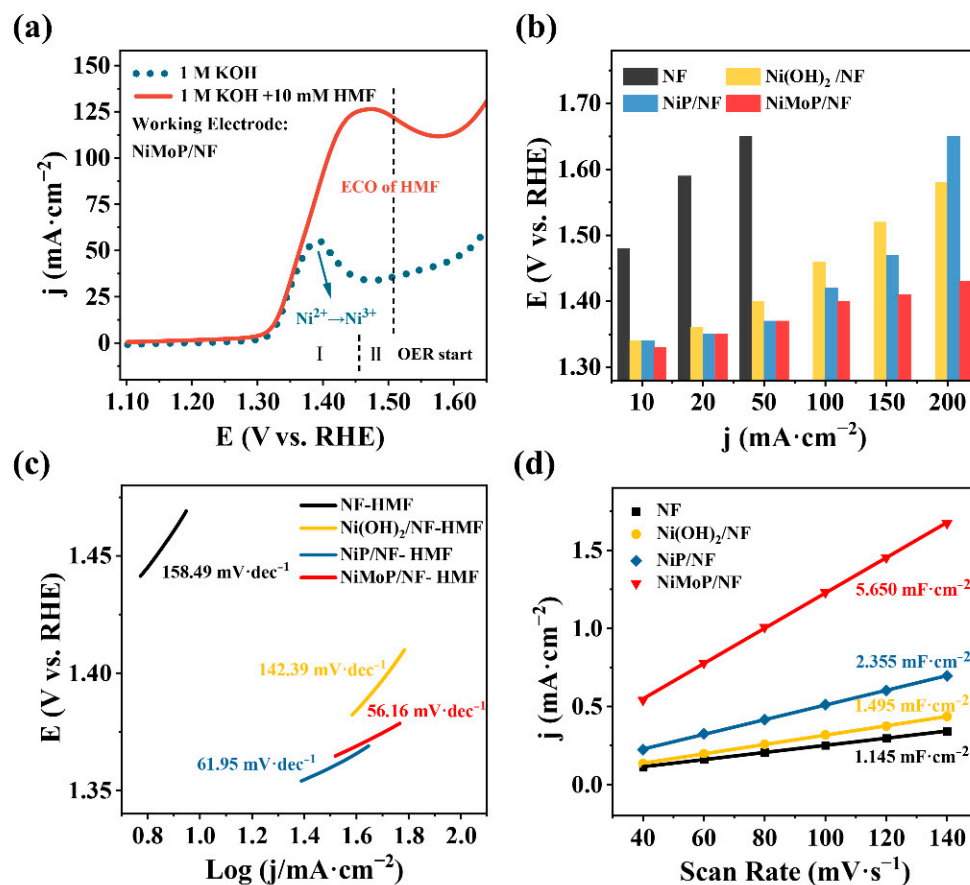 (a)
j (mA·cm⁻²)
150
125
100
75
50
25
0
1 M KOH
1 M KOH +10 mM HMF
Working Electrode:
NiMoP/NF
ECO of HMF
Ni²⁺→Ni³⁺
I
II
OER start
1.10 1.20 1.30 1.40 1.50 1.60
E (V vs. RHE)
(b)
E (V vs. RHE)
1.70
1.60
1.50
1.40
1.30
NF
Ni(OH)₂ /NF
NiP/NF
NiMoP/NF
10 20 50 100 150 200
j (mA·cm⁻²)
(c)
E (V vs. RHE)
1.45
1.40
1.35
NF-HMF
Ni(OH)₂/NF-HMF
NiP/NF- HMF
NiMoP/NF- HMF
158.49 mV·dec⁻¹
142.39 mV·dec⁻¹
56.16 mV·dec⁻¹
61.95 mV·dec⁻¹
0.8 1.0 1.2 1.4 1.6 1.8 2.0
Log (j/mA·cm⁻²)
(d)
j (mA·cm⁻²)
1.5
1.0
0.5
0.0
NF
Ni(OH)₂/NF
NiP/NF
NiMoP/NF
5.650 mF·cm⁻²
2.355 mF·cm⁻²
1.495 mF·cm⁻²
1.145 mF·cm⁻²
40 60 80 100 120 140
Scan Rate (mV·s⁻¹)